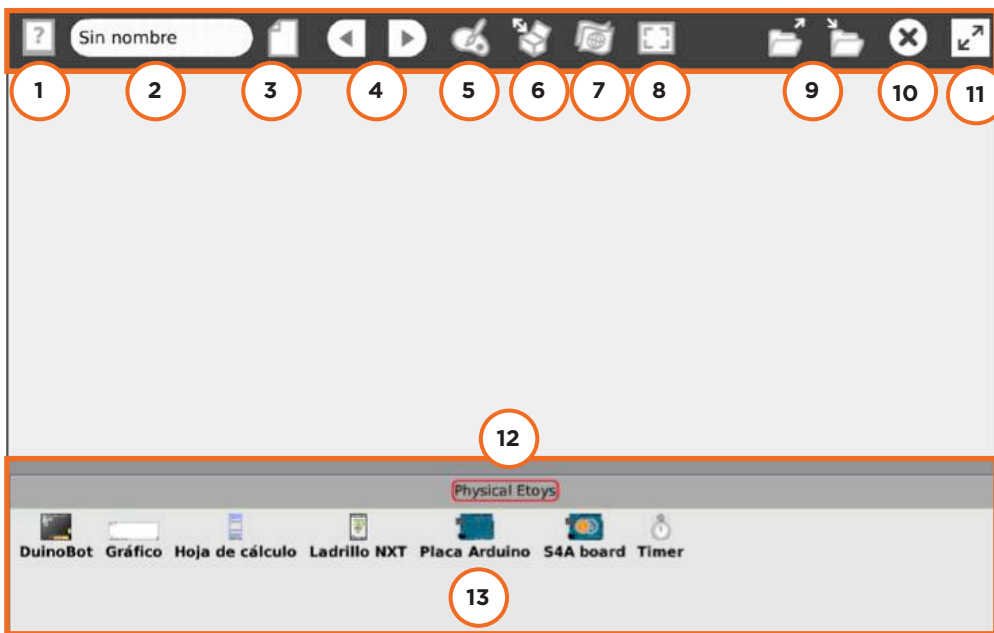 ? Sin nombre
1 2 3 4 5 6 7 8 9 10 11
12
Physical Etoys
DuinoBot Gráfico Hoja de cálculo Ladrillo NXT Placa Arduino S4A board Timer
13